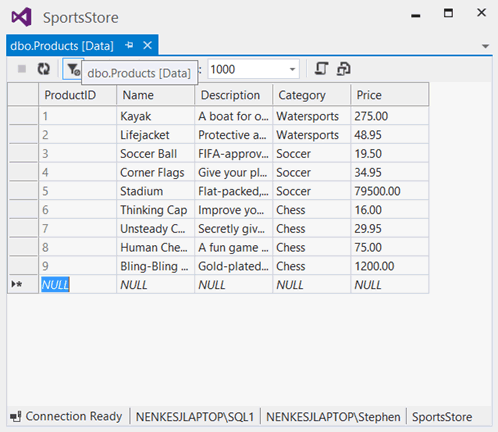 SportsStore
dbo.Products [Data]
dbo.Products [Data] : 1000
ProductID Name Description Category Price
1 Kayak A boat for o... Watersports 275.00
2 Lifejacket Protective a... Watersports 48.95
3 Soccer Ball FIFA-approv... Soccer 19.50
4 Corner Flags Give your pl... Soccer 34.95
5 Stadium Flat-packed,... Soccer 79500.00
6 Thinking Cap Improve yo... Chess 16.00
7 Unsteady C... Secretly giv... Chess 29.95
8 Human Che... A fun game ... Chess 75.00
9 Bling-Bling ... Gold-plated... Chess 1200.00
NULL NULL NULL NULL NULL
Connection Ready NENKESJLAPTOP\SQL1 NENKESJLAPTOP\Stephen SportsStore